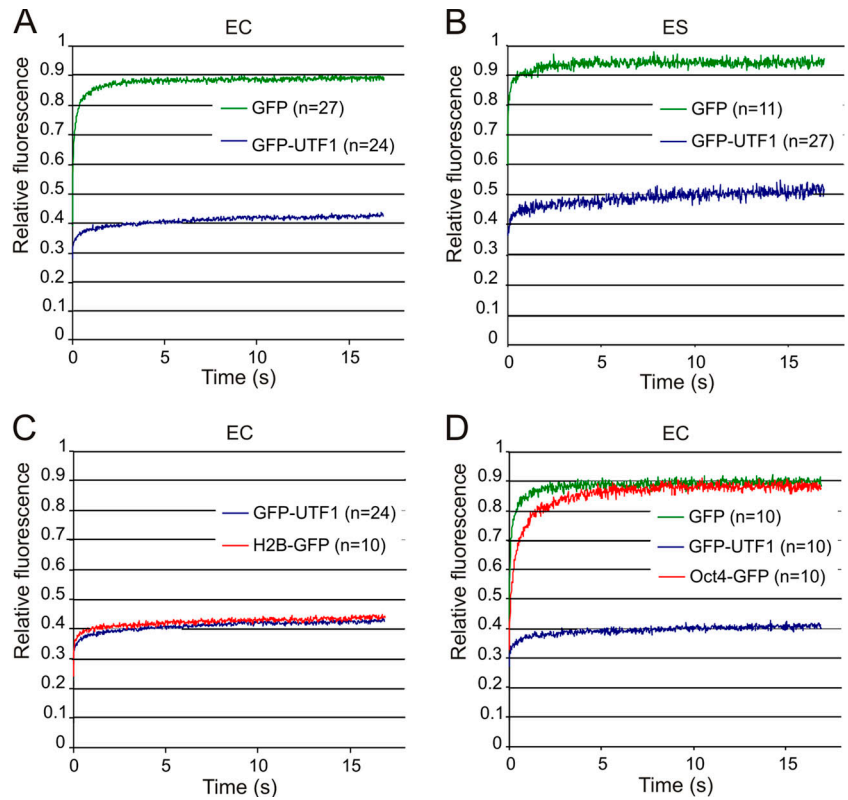 A
EC
Relative fluorescence
1
0.9
0.8
0.7
0.6
0.5
0.4
0.3
0.2
0.1
0
GFP (n=27)
GFP-UTF1 (n=24)
0
5
10
15
Time (s)
B
ES
Relative fluorescence
1
0.9
0.8
0.7
0.6
0.5
0.4
0.3
0.2
0.1
0
GFP (n=11)
GFP-UTF1 (n=27)
0
5
10
15
Time (s)
C
EC
Relative fluorescence
1
0.9
0.8
0.7
0.6
0.5
0.4
0.3
0.2
0.1
0
GFP-UTF1 (n=24)
H2B-GFP (n=10)
0
5
10
15
Time (s)
D
EC
Relative fluorescence
1
0.9
0.8
0.7
0.6
0.5
0.4
0.3
0.2
0.1
0
GFP (n=10)
GFP-UTF1 (n=10)
Oct4-GFP (n=10)
0
5
10
15
Time (s)